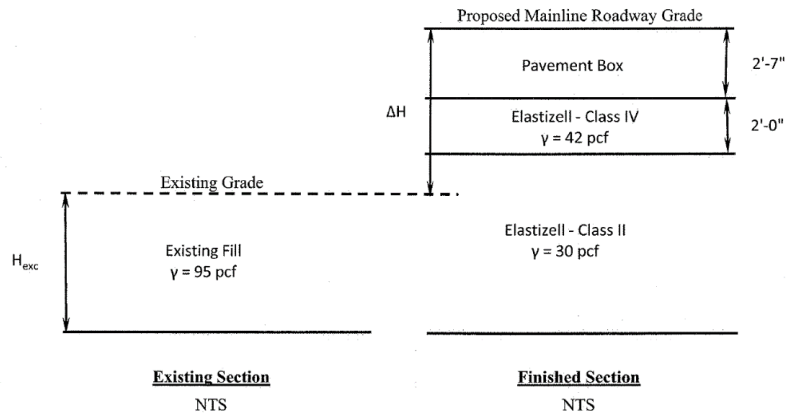 Proposed Mainline Roadway Grade
Pavement Box
2'-7"
ΔH
Elastizell - Class IV
γ = 42 pcf
2'-0"
Existing Grade
Existing Fill
γ = 95 pcf
H_exc
Elastizell - Class II
γ = 30 pcf
Existing Section
NTS
Finished Section
NTS